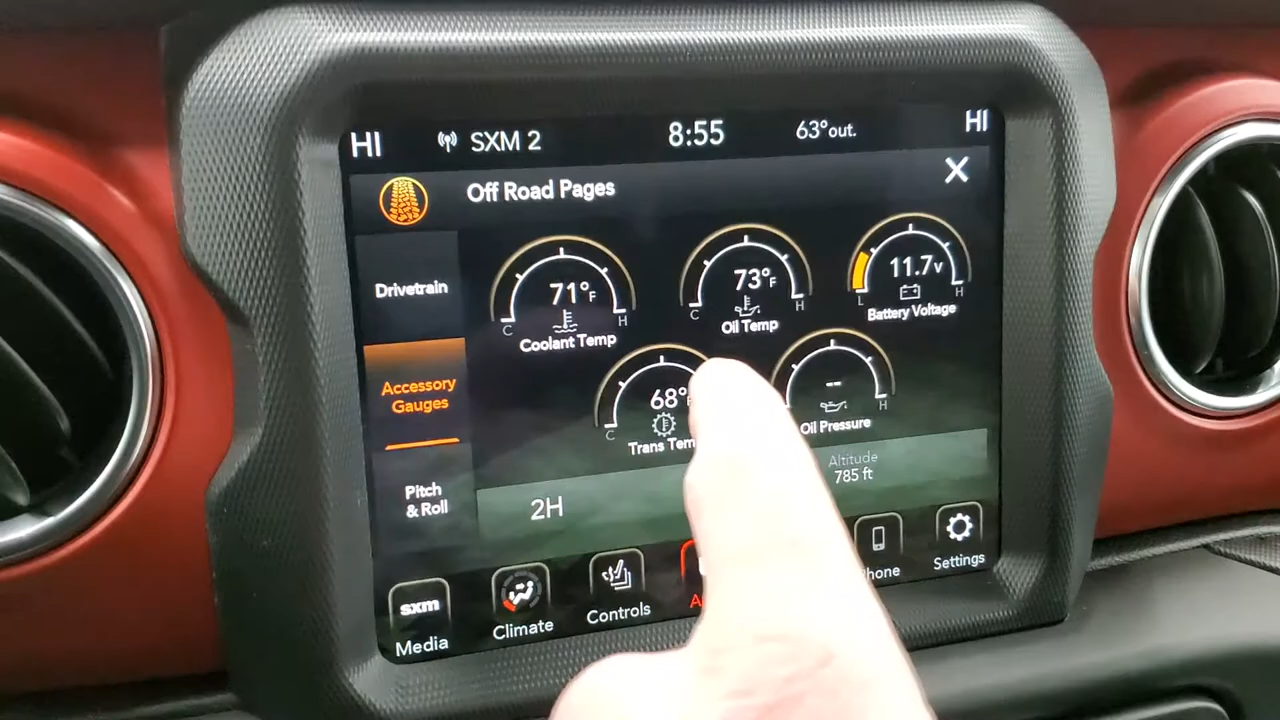 HI SXM 2 8:55 63°out. HI
Off Road Pages X
Drivetrain
Accessory
Gauges
Pitch
& Roll
71°F
C H
Coolant Temp
73°F
C H
Oil Temp
11.7v
L H
Battery Voltage
68°
C
Trans Tem
--
H
Oil Pressure
2H
Altitude
785 ft
sxm
Media
Climate
Controls
A
hone
Settings